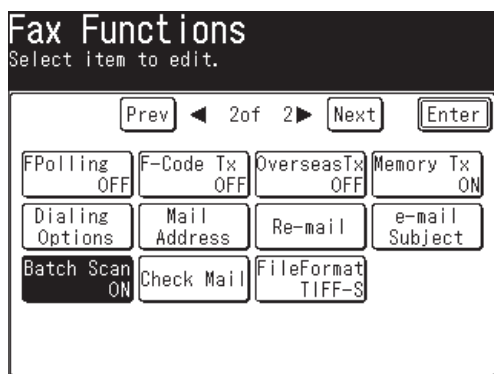 Fax Functions
Select item to edit.
Prev ◀ 2of 2▶ Next Enter
FPolling OFF
F-Code Tx OFF
OverseasTx OFF
Memory Tx ON
Dialing Options
Mail Address
Re-mail
e-mail Subject
Batch Scan ON
Check Mail
FileFormat TIFF-S